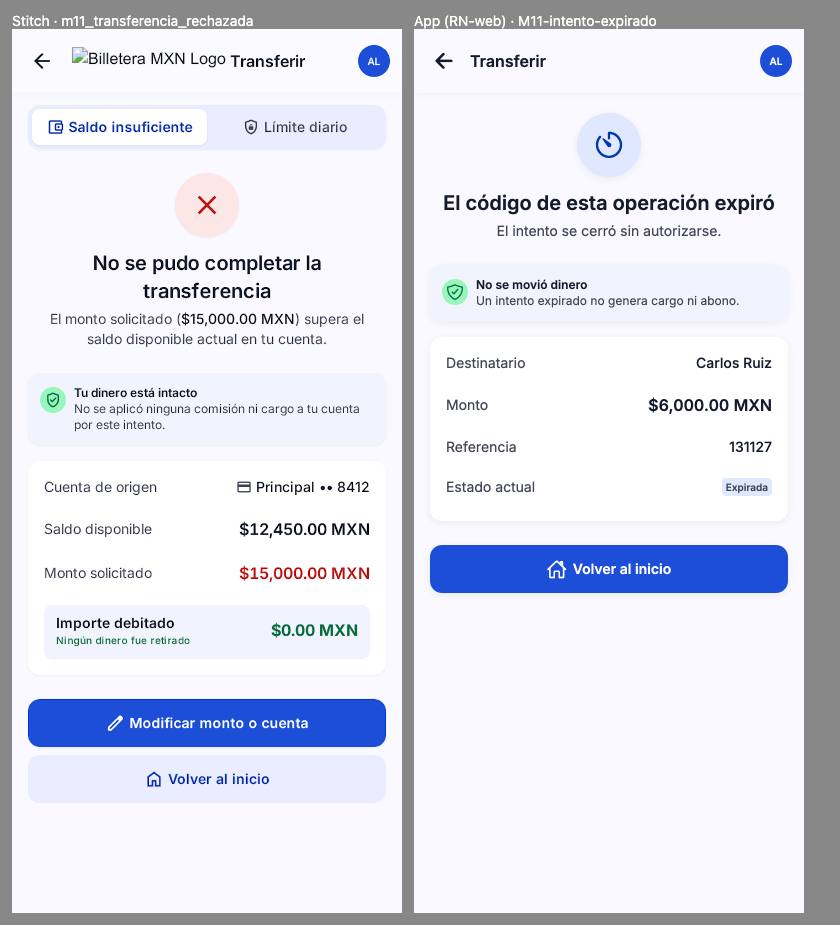 Stitch · m11_transferencia_rechazada
Billetera MXN Logo Transferir
AL
Saldo insuficiente
Límite diario
No se pudo completar la
transferencia
El monto solicitado ($15,000.00 MXN) supera el
saldo disponible actual en tu cuenta.
Tu dinero está intacto
No se aplicó ninguna comisión ni cargo a tu cuenta
por este intento.
Cuenta de origen
Principal •• 8412
Saldo disponible
$12,450.00 MXN
Monto solicitado
$15,000.00 MXN
Importe debitado
Ningún dinero fue retirado
$0.00 MXN
Modificar monto o cuenta
Volver al inicio
App (RN-web) · M11-intento-expirado
Transferir
AL
El código de esta operación expiró
El intento se cerró sin autorizarse.
No se movió dinero
Un intento expirado no genera cargo ni abono.
Destinatario
Carlos Ruiz
Monto
$6,000.00 MXN
Referencia
131127
Estado actual
Expirada
Volver al inicio